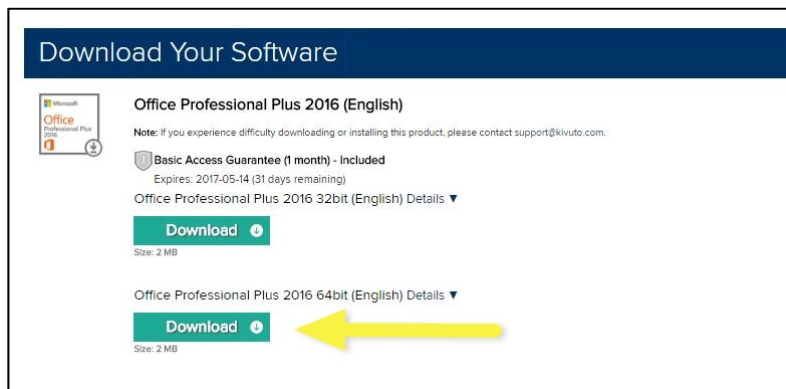 Download Your Software
Microsoft
Office
Professional Plus
2016
Office Professional Plus 2016 (English)
Note: If you experience difficulty downloading or installing this product, please contact support@kivuto.com.
Basic Access Guarantee (1 month) - Included
Expires: 2017-05-14 (31 days remaining)
Office Professional Plus 2016 32bit (English) Details ▼
Download
Size: 2 MB
Office Professional Plus 2016 64bit (English) Details ▼
Download
Size: 2 MB